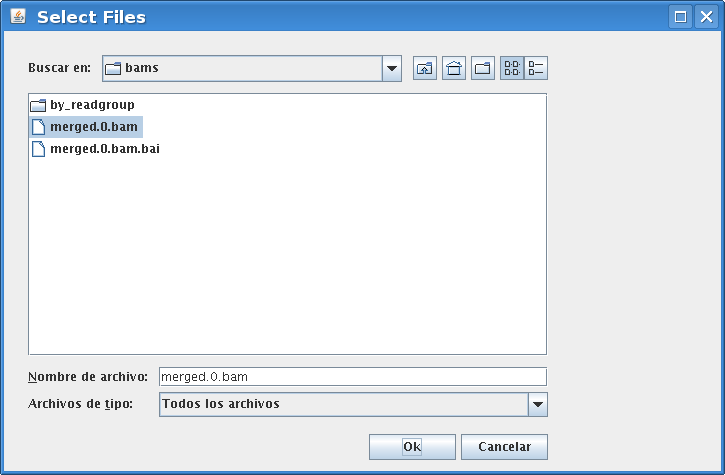 Select Files
Buscar en: bams
by_readgroup
merged.0.bam
merged.0.bam.bai
Nombre de archivo: merged.0.bam
Archivos de tipo: Todos los archivos
Ok Cancelar